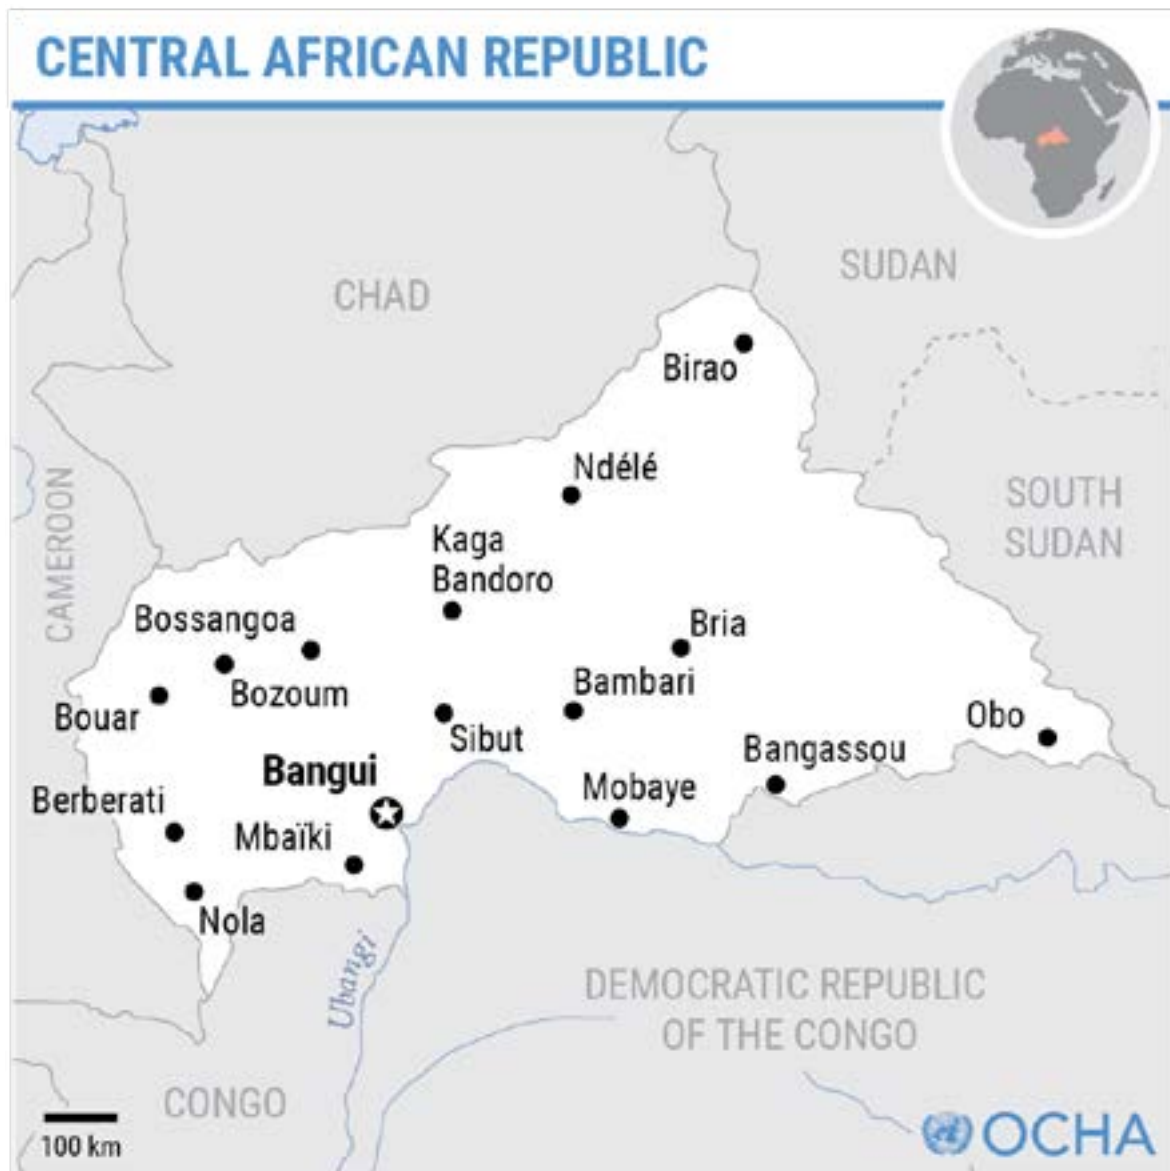 CENTRAL AFRICAN REPUBLIC
SUDAN
CHAD
Birao
Ndélé
SOUTH
SUDAN
CAMEROON
Kaga
Bandoro
Bossangoa
Bria
Bozoum
Bambari
Bouar
Sibut
Obo
Bangassou
Bangui
Mobaye
Berberati
Mbaïki
Nola
Ubangi
DEMOCRATIC REPUBLIC
OF THE CONGO
CONGO
100 km
OCHA